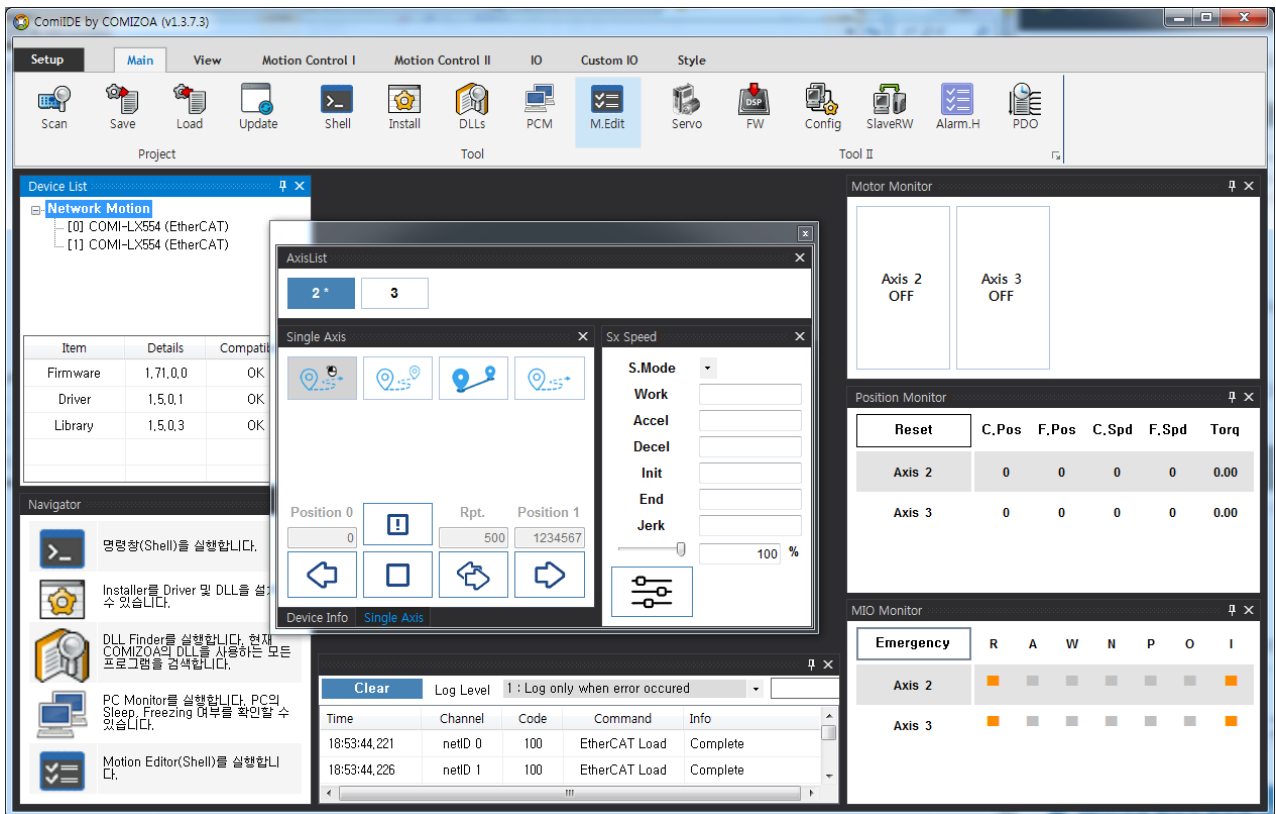 ComiIDE by COMIZOA (v1.3.7.3)
Setup Main View Motion Control I Motion Control II IO Custom IO Style
Scan Save Load Update Shell Install DLLs PCM M.Edit Servo FW Config SlaveRW Alarm.H PDO
DSP
Project Tool Tool II
Device List
Network Motion
[0] COMI-LX554 (EtherCAT)
[1] COMI-LX554 (EtherCAT)
Item Details
Firmware 1,71,0,0 OK
Driver 1,5,0,1 OK
Library 1,5,0,3 OK
Navigator
명령창(Shell)을 실행합니다.
Installer를 Driver 및 DLL을
수 있습니다.
DLL Finder를 실행합니다. 현재
COMIZOA의 DLL을 사용하는 모든
프로그램을 검색합니다.
PC Monitor를 실행합니다. PC의
Sleep, Freezing 여부를 확인할 수
있습니다.
Motion Editor(Shell)를 실행합니
다.
AxisList
2 * 3
Single Axis
Position 0 Rpt. Position 1
0 500 1234567
Device Info Single Axis
Sx Speed
S.Mode
Work
Accel
Decel
Init
End
Jerk
100 %
Clear Log Level 1 : Log only when error occured
Time Channel Code Command Info
18:53:44,221 netID 0 100 EtherCAT Load Complete
18:53:44,226 netID 1 100 EtherCAT Load Complete
Motor Monitor
Axis 2
OFF
Axis 3
OFF
Position Monitor
Reset C.Pos F.Pos C.Spd F.Spd Torq
Axis 2 0 0 0 0 0.00
Axis 3 0 0 0 0 0.00
MIO Monitor
Emergency R A W N P O I
Axis 2
Axis 3